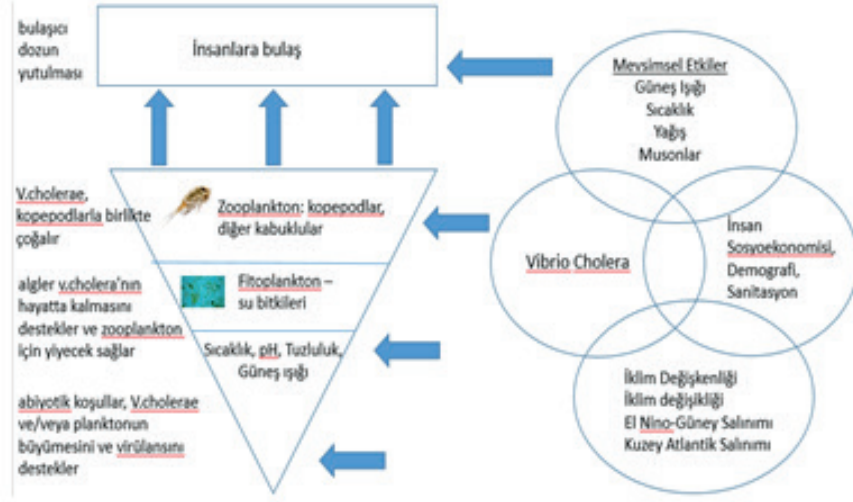 bulaşıcı
dozun
yutulması
İnsanlara bulaş
V.cholerae,
kopepodlarla birlikte
çoğalır
Zooplankton: kopepodlar,
diğer kabuklular
algler v.cholera'nın
hayatta kalmasını
destekler ve zooplankton
için yiyecek sağlar
Fitoplankton –
su bitkileri
Sıcaklık, pH, Tuzluluk,
Güneş ışığı
abiyotik koşullar, V.cholerae
ve/veya planktonun
büyümesini ve virülansını
destekler
Mevsimsel Etkiler
Güneş Işığı
Sıcaklık
Yağış
Musonlar
Vibrio Cholera
İnsan
Sosyoekonomisi,
Demografi,
Sanitasyon
İklim Değişkenliği
İklim değişikliği
El Nino-Güney Salınımı
Kuzey Atlantik Salınımı